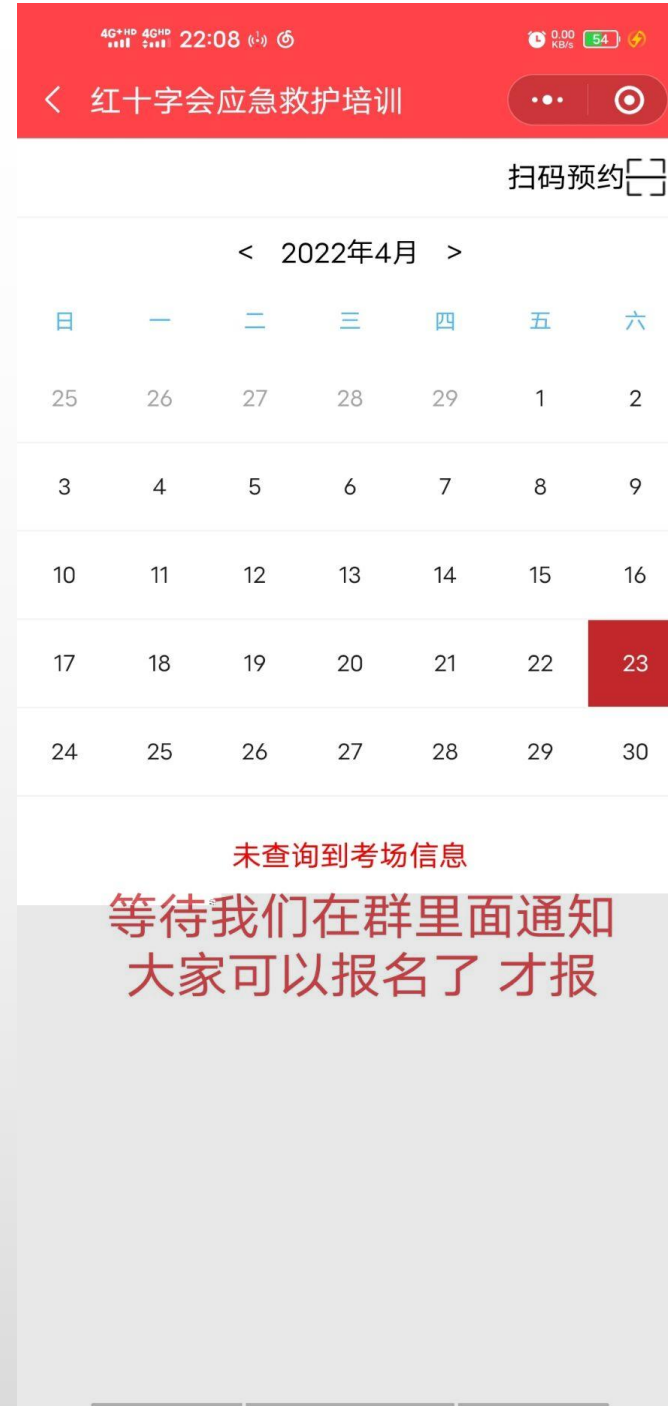 4G+HD 4GHD 22:08 0.00 KB/s 54
< 红十字会应急救护培训
扫码预约
< 2022年4月 >
日 一 二 三 四 五 六
25 26 27 28 29 1 2
3 4 5 6 7 8 9
10 11 12 13 14 15 16
17 18 19 20 21 22 23
24 25 26 27 28 29 30
未查询到考场信息
等待我们在群里面通知
大家可以报名了 才报